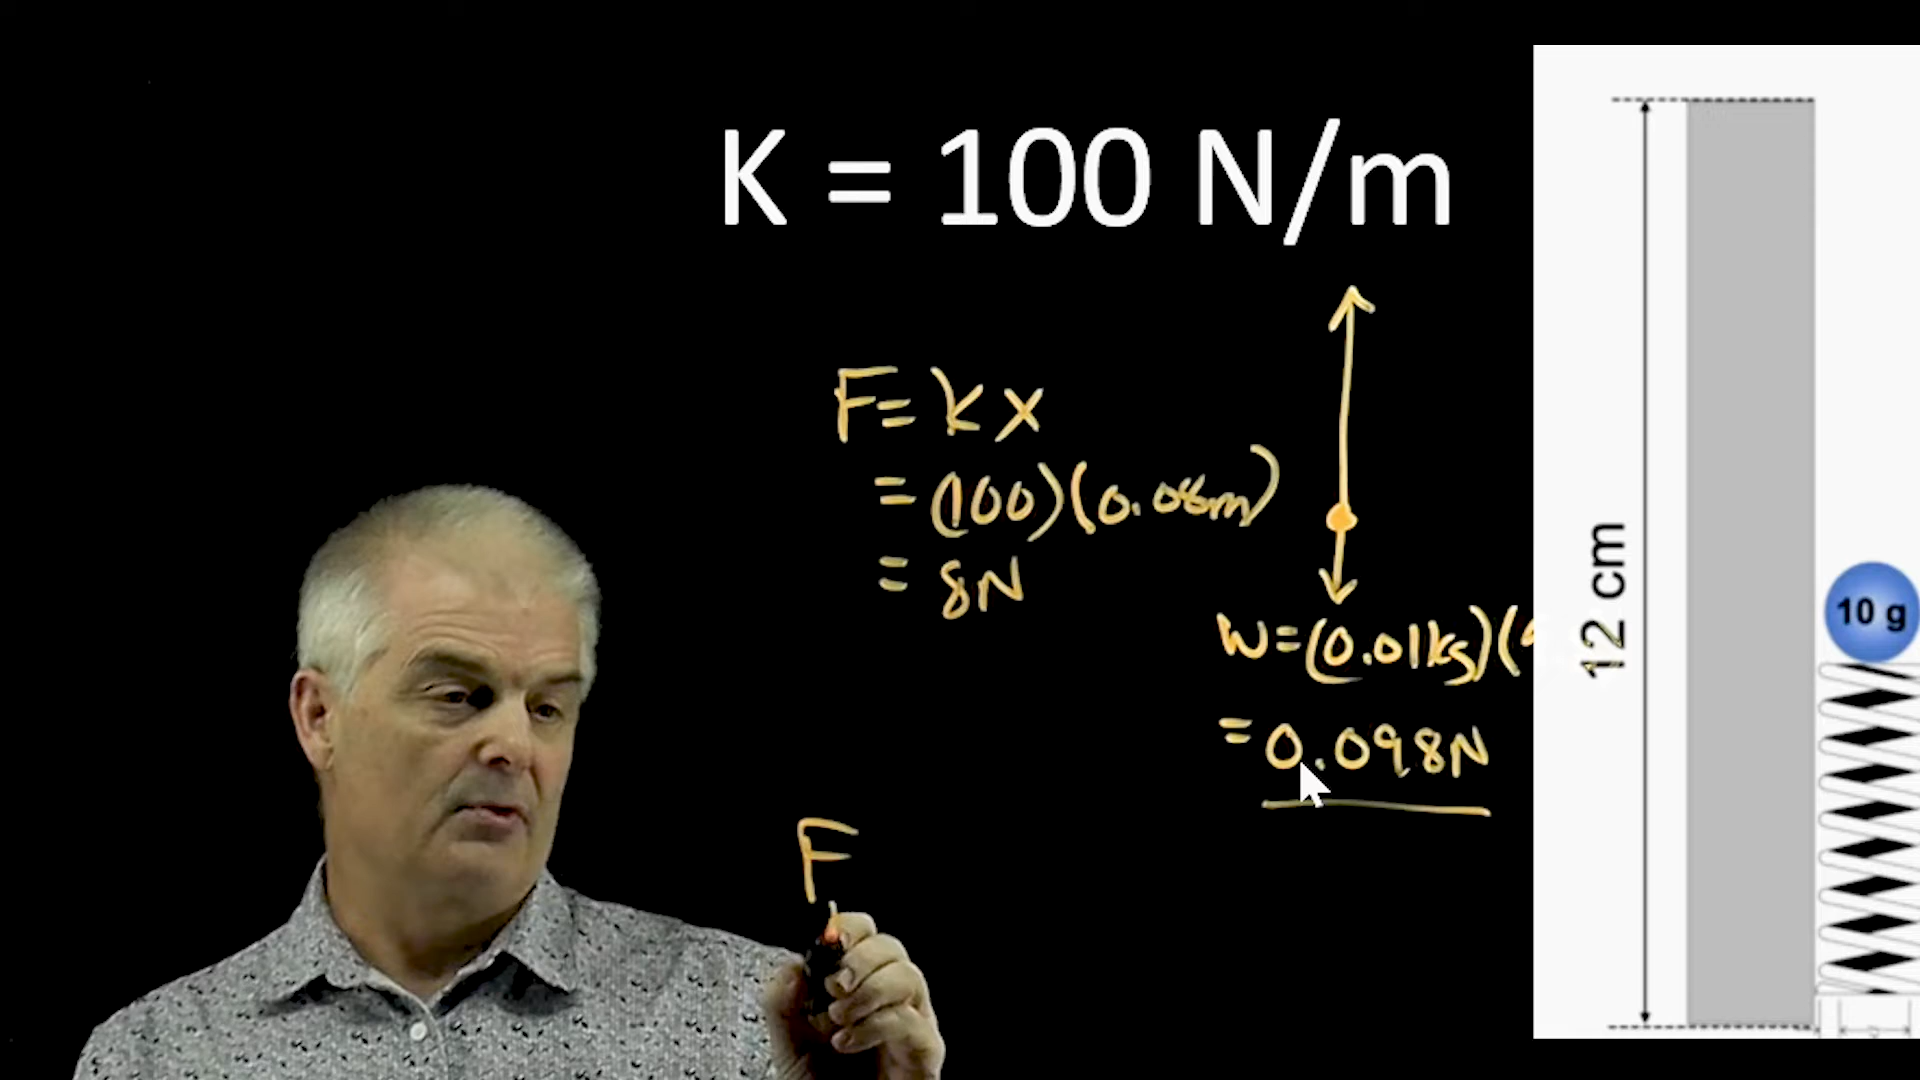 K = 100 N/m
F = kx
= (100)(0.08m)
= 8N
W = (0.01kg)(
= 0.098N
F
12 cm
10 g